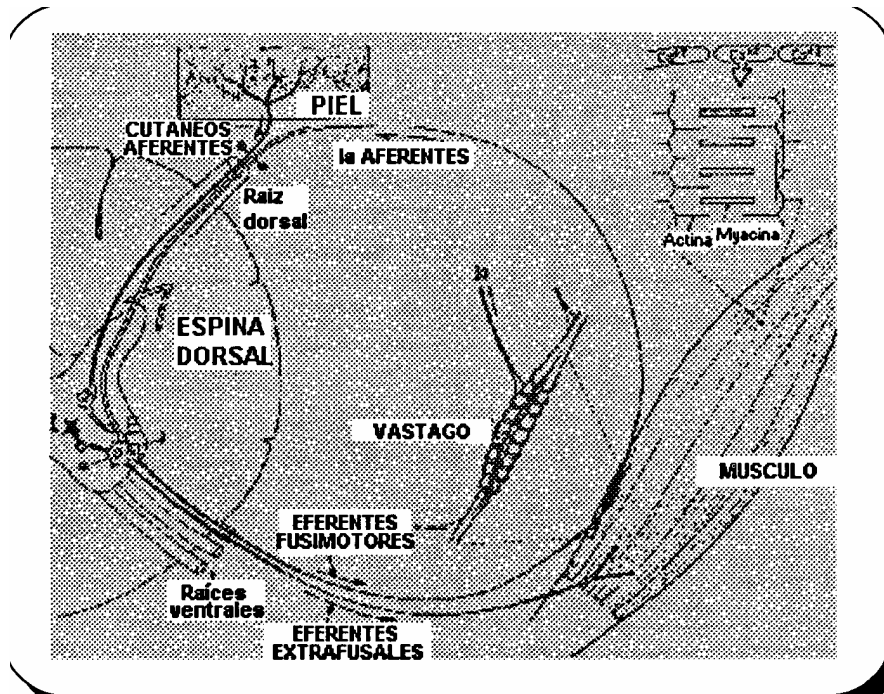 PIEL
CUTANEOS
AFERENTES
Ia AFERENTES
Raiz
dorsal
Actina
Myacina
ESPINA
DORSAL
VASTAGO
MUSCULO
EFERENTES
FUSIMOTORES
Raíces
ventrales
EFERENTES
EXTRAFUSALES